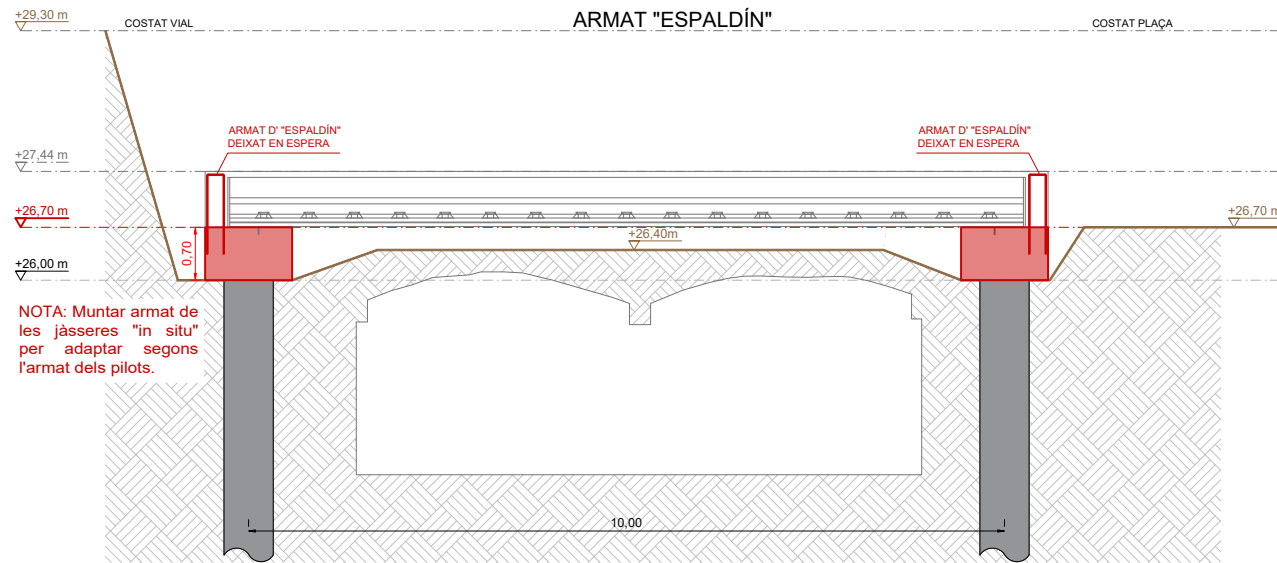 +29,30 m
ARMAT "ESPALDÍN"
COSTAT VIAL
COSTAT PLAÇA
ARMAT D' "ESPALDÍN"
DEIXAT EN ESPERA
ARMAT D' "ESPALDÍN"
DEIXAT EN ESPERA
+27,44 m
+26,70 m
+26,70 m
+26,40m
0,70
+26,00 m
NOTA: Muntar armat de
les jàsseres "in situ"
per adaptar segons
l'armat dels pilots.
10,00